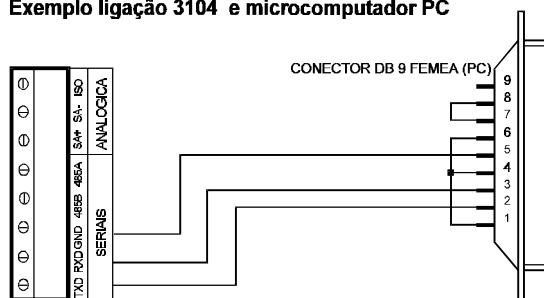 Exemplo ligação 3104 e microcomputador PC
CONECTOR DB 9 FEMEA (PC)
9
8
7
6
5
4
3
2
1
SA+ SA- ISO
ANALOGICA
TXD RXD GND 485B 485A
SERIAIS